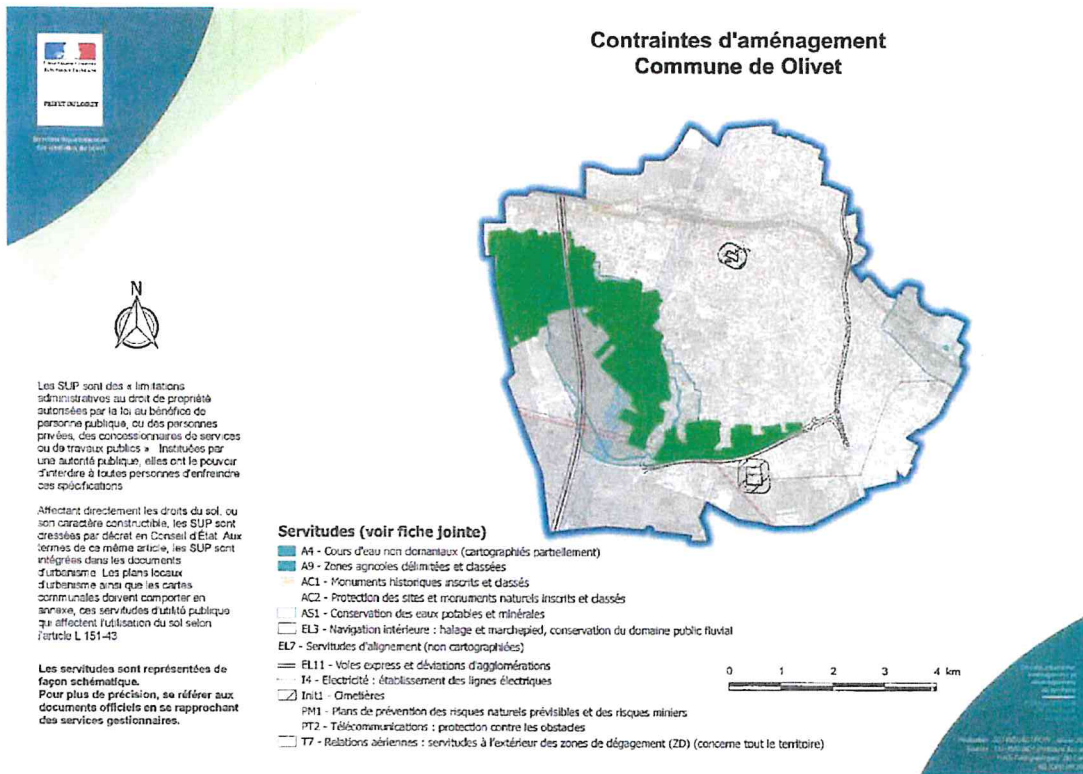 Contraintes d'aménagement
Commune de Olivet
PREFET DU LOIRET
N
Les SUP sont des « limitations
administratives au droit de propriété
autorisées par la loi au bénéfice de
personne publique, ou des personnes
privées, des concessionnaires de services
ou de travaux publics » Instituées par
une autorité publique, elles ont le pouvoir
d'interdire à toutes personnes d'enfreindre
ces spécifications
Affectant directement les droits du sol, ou
son caractère constructible, les SUP sont
dressées par décret en Conseil d'État. Aux
termes de ce même article, les SUP sont
intégrées dans les documents
d'urbanisme. Les plans locaux
d'urbanisme ainsi que les cartes
communales doivent comporter en
annexe, ces servitudes d'utilité publique
qui affectent l'utilisation du sol selon
l'article L 151-43
Les servitudes sont représentées de
façon schématique.
Pour plus de précision, se référer aux
documents officiels en se rapprochant
des services gestionnaires.
Servitudes (voir fiche jointe)
A4 - Cours d'eau non domaniaux (cartographiés partiellement)
A9 - Zones agricoles délimitées et classées
AC1 - Monuments historiques inscrits et classés
AC2 - Protection des sites et monuments naturels inscrits et classés
AS1 - Conservation des eaux potables et minérales
EL3 - Navigation intérieure : halage et marchepied, conservation du domaine public fluvial
EL7 - Servitudes d'alignement (non cartographiées)
EL11 - Voies express et déviations d'agglomérations
I4 - Electricité : établissement des lignes électriques
Int1 - Cimetières
PM1 - Plans de prévention des risques naturels prévisibles et des risques miniers
PT2 - Télécommunications : protection contre les obstacles
T7 - Relations aériennes : servitudes à l'extérieur des zones de dégagement (ZD) (concerne tout le territoire)
0 1 2 3 4 km